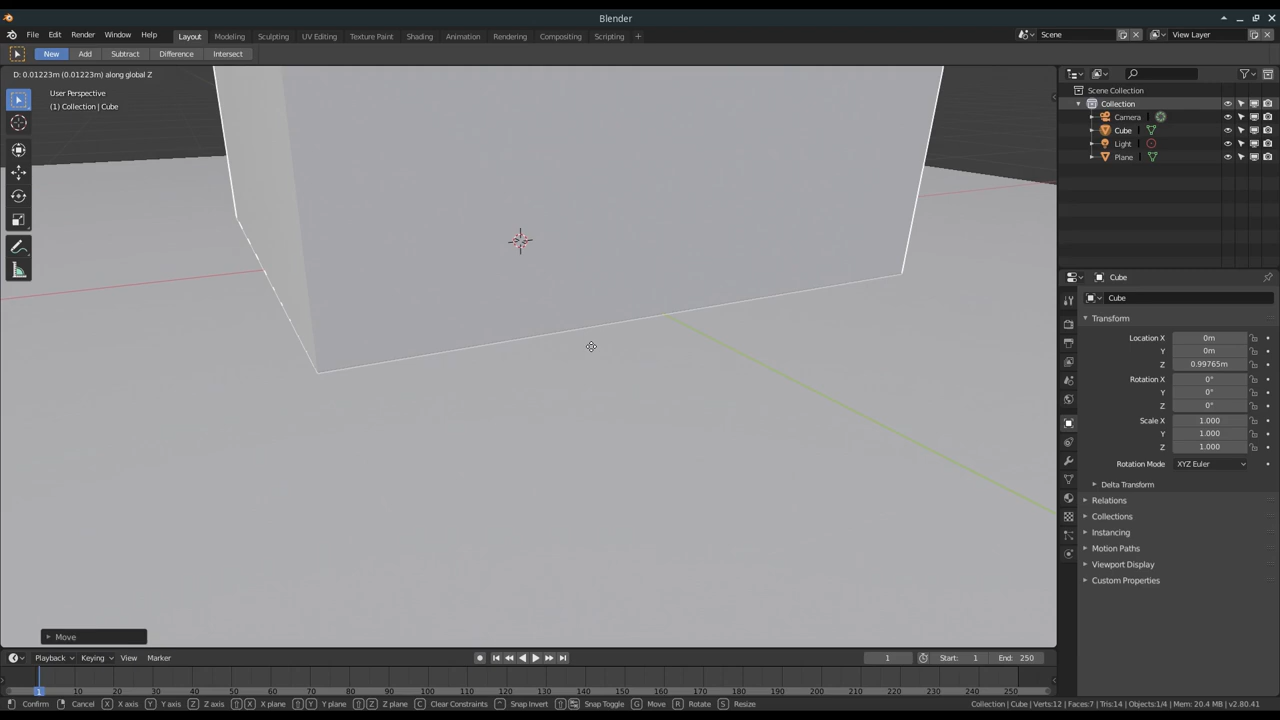 Blender
File Edit Render Window Help Layout Modeling Sculpting UV Editing Texture Paint Shading Animation Rendering Compositing Scripting + Scene View Layer
New Add Subtract Difference Intersect
D: 0.01223m (0.01223m) along global Z
User Perspective
(1) Collection | Cube
Scene Collection
Collection
Camera
Cube
Light
Plane
Cube
Cube
Transform
Location X 0m
Y 0m
Z 0.99765m
Rotation X 0°
Y 0°
Z 0°
Scale X 1.000
Y 1.000
Z 1.000
Rotation Mode XYZ Euler
Delta Transform
Relations
Collections
Instancing
Motion Paths
Viewport Display
Custom Properties
Move
Playback Keying View Marker 1 Start: 1 End: 250
1 10 20 30 40 50 60 70 80 90 100 110 120 130 140 150 160 170 180 190 200 210 220 230 240 250
Confirm Cancel X X axis Y Y axis Z Z axis X X plane Y Y plane Z Z plane C Clear Constraints Snap Invert Snap Toggle G Move R Rotate S Resize Collection | Cube | Verts:12 | Faces:7 | Tris:14 | Objects:1/4 | Mem: 20.4 MB | v2.80.41